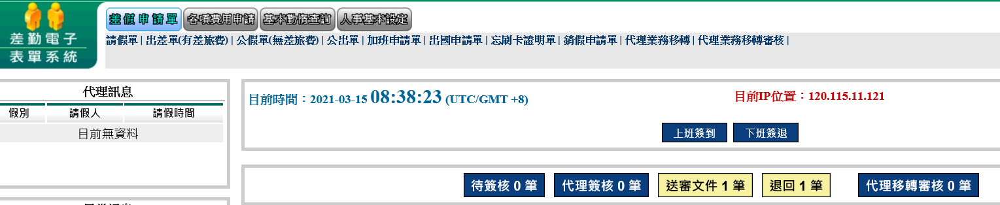 差勤電子
表單系統
差假申請單 各項費用申請 基本勤惰查詢 人事基本設定
請假單 | 出差單(有差旅費) | 公假單(無差旅費) | 公出單 | 加班申請單 | 出國申請單 | 忘刷卡證明單 | 銷假申請單 | 代理業務移轉 | 代理業務移轉審核 |
代理訊息
假別 請假人 請假時間
目前無資料
目前時間：2021-03-15 08:38:23 (UTC/GMT +8)
目前IP位置：120.115.11.121
上班簽到 下班簽退
待簽核 0 筆 代理簽核 0 筆 送審文件 1 筆 退回 1 筆 代理移轉審核 0 筆